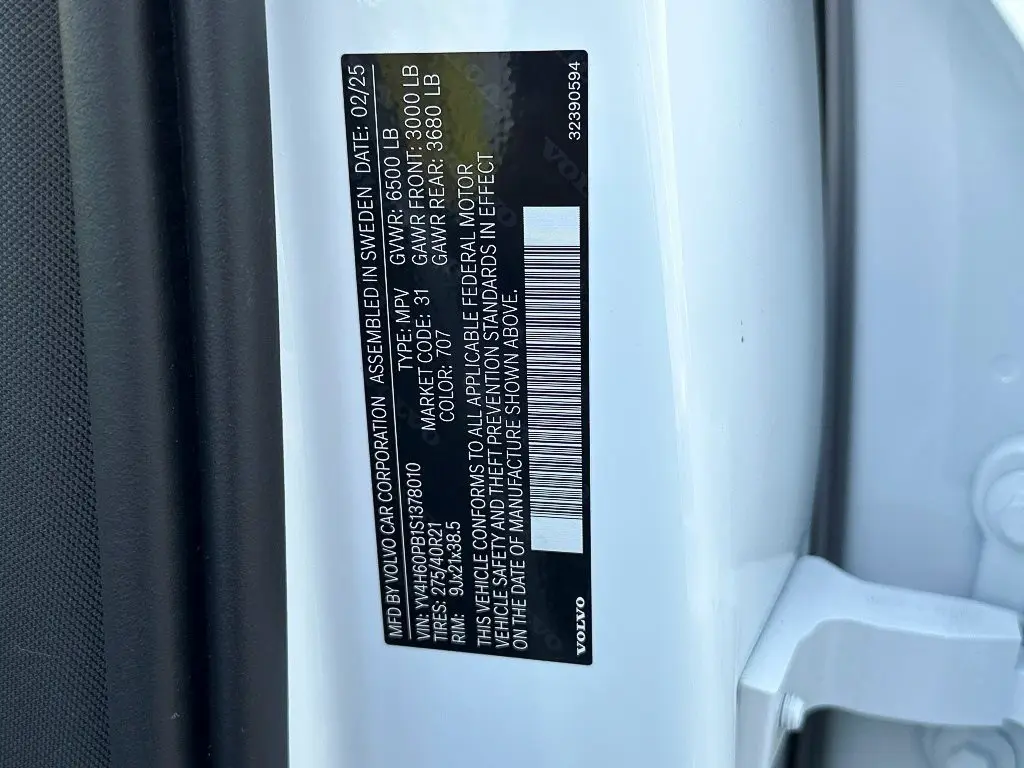 MFD BY VOLVO CAR CORPORATION ASSEMBLED IN SWEDEN DATE: 02/25
VIN: YV4H60PB1S1378010 TYPE: MPV GVWR: 6500 LB
TIRES: 275/40R21 MARKET CODE: 31 GAWR FRONT: 3000 LB
RIM: 9Jx21x38.5 COLOR: 707 GAWR REAR: 3680 LB
THIS VEHICLE CONFORMS TO ALL APPLICABLE FEDERAL MOTOR
VEHICLE SAFETY AND THEFT PREVENTION STANDARDS IN EFFECT
ON THE DATE OF MANUFACTURE SHOWN ABOVE.
VOLVO 32390594